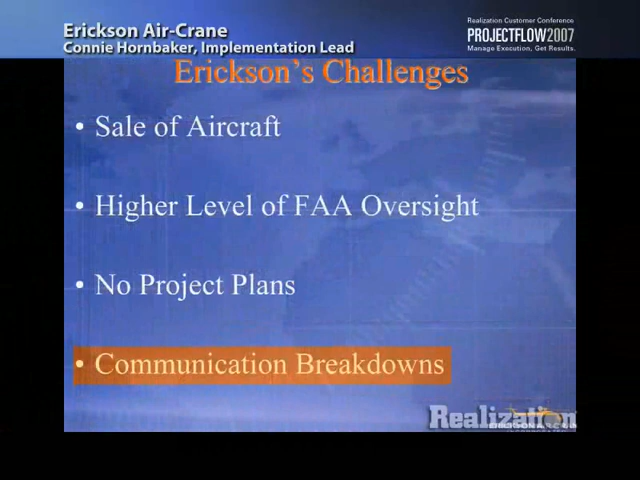 Erickson Air-Crane
Connie Hornbaker, Implementation Lead
Realization Customer Conference
PROJECTFLOW2007
Manage Execution, Get Results.
Erickson's Challenges
• Sale of Aircraft
• Higher Level of FAA Oversight
• No Project Plans
• Communication Breakdowns
Realization